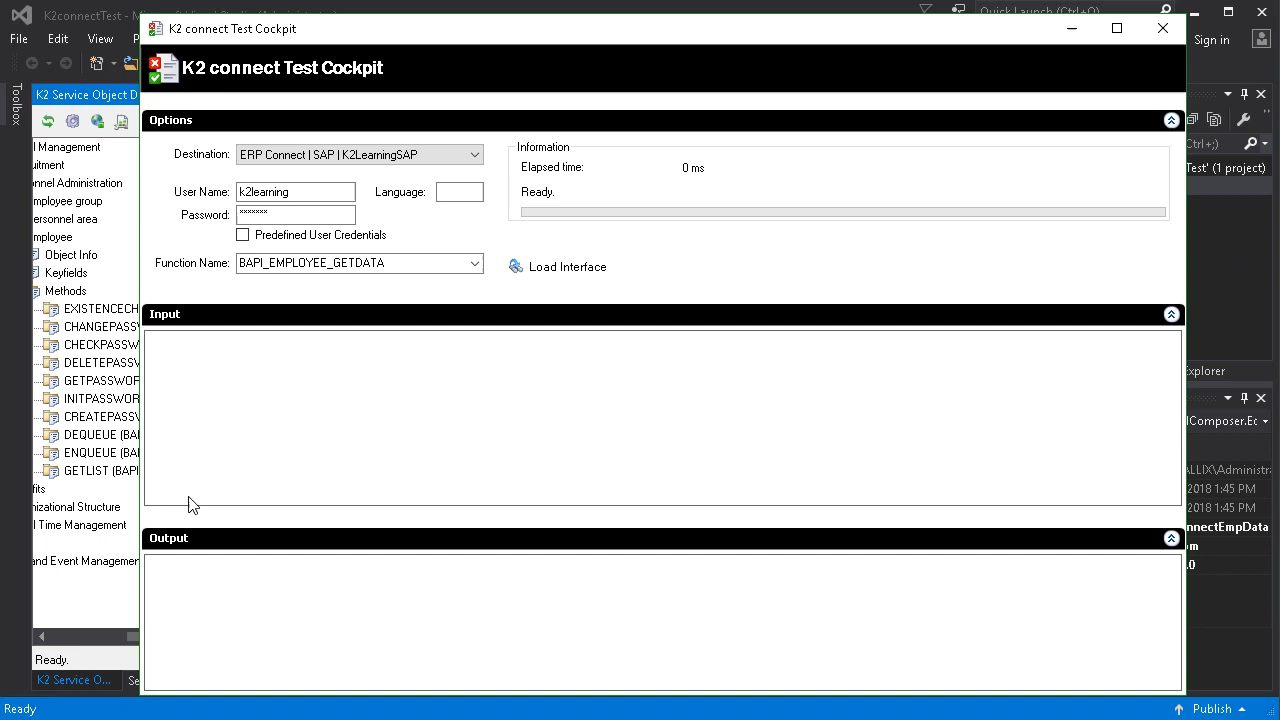 K2connectTest -
Quick Launch (Ctrl+Q)
K2 connect Test Cockpit
File Edit View
Sign in
K2 connect Test Cockpit
Toolbox
K2 Service Object D
Options
Destination: ERP Connect | SAP | K2LearningSAP
Information
Elapsed time: 0 ms
Ready.
User Name: k2learning
Language:
Password: *******
Predefined User Credentials
Function Name: BAPI_EMPLOYEE_GETDATA
Load Interface
l Management
uitment
onnel Administration
mployee group
ersonnel area
mployee
Object Info
Keyfields
Methods
EXISTENCECH
CHANGEPASS
CHECKPASSW
DELETEPASSV
GETPASSWOR
INITPASSWOR
CREATEPASSV
DEQUEUE (BA
ENQUEUE (BA
GETLIST (BAPI
fits
nizational Structure
l Time Management
and Event Managemen
Input
Output
Ctrl+;)
Test' (1 project)
Explorer
lComposer.Ec
ALLIX\Administra
2018 1:45 PM
2018 1:45 PM
nnectEmpData
m
.0
Ready.
K2 Service O...
Se
Ready
Publish